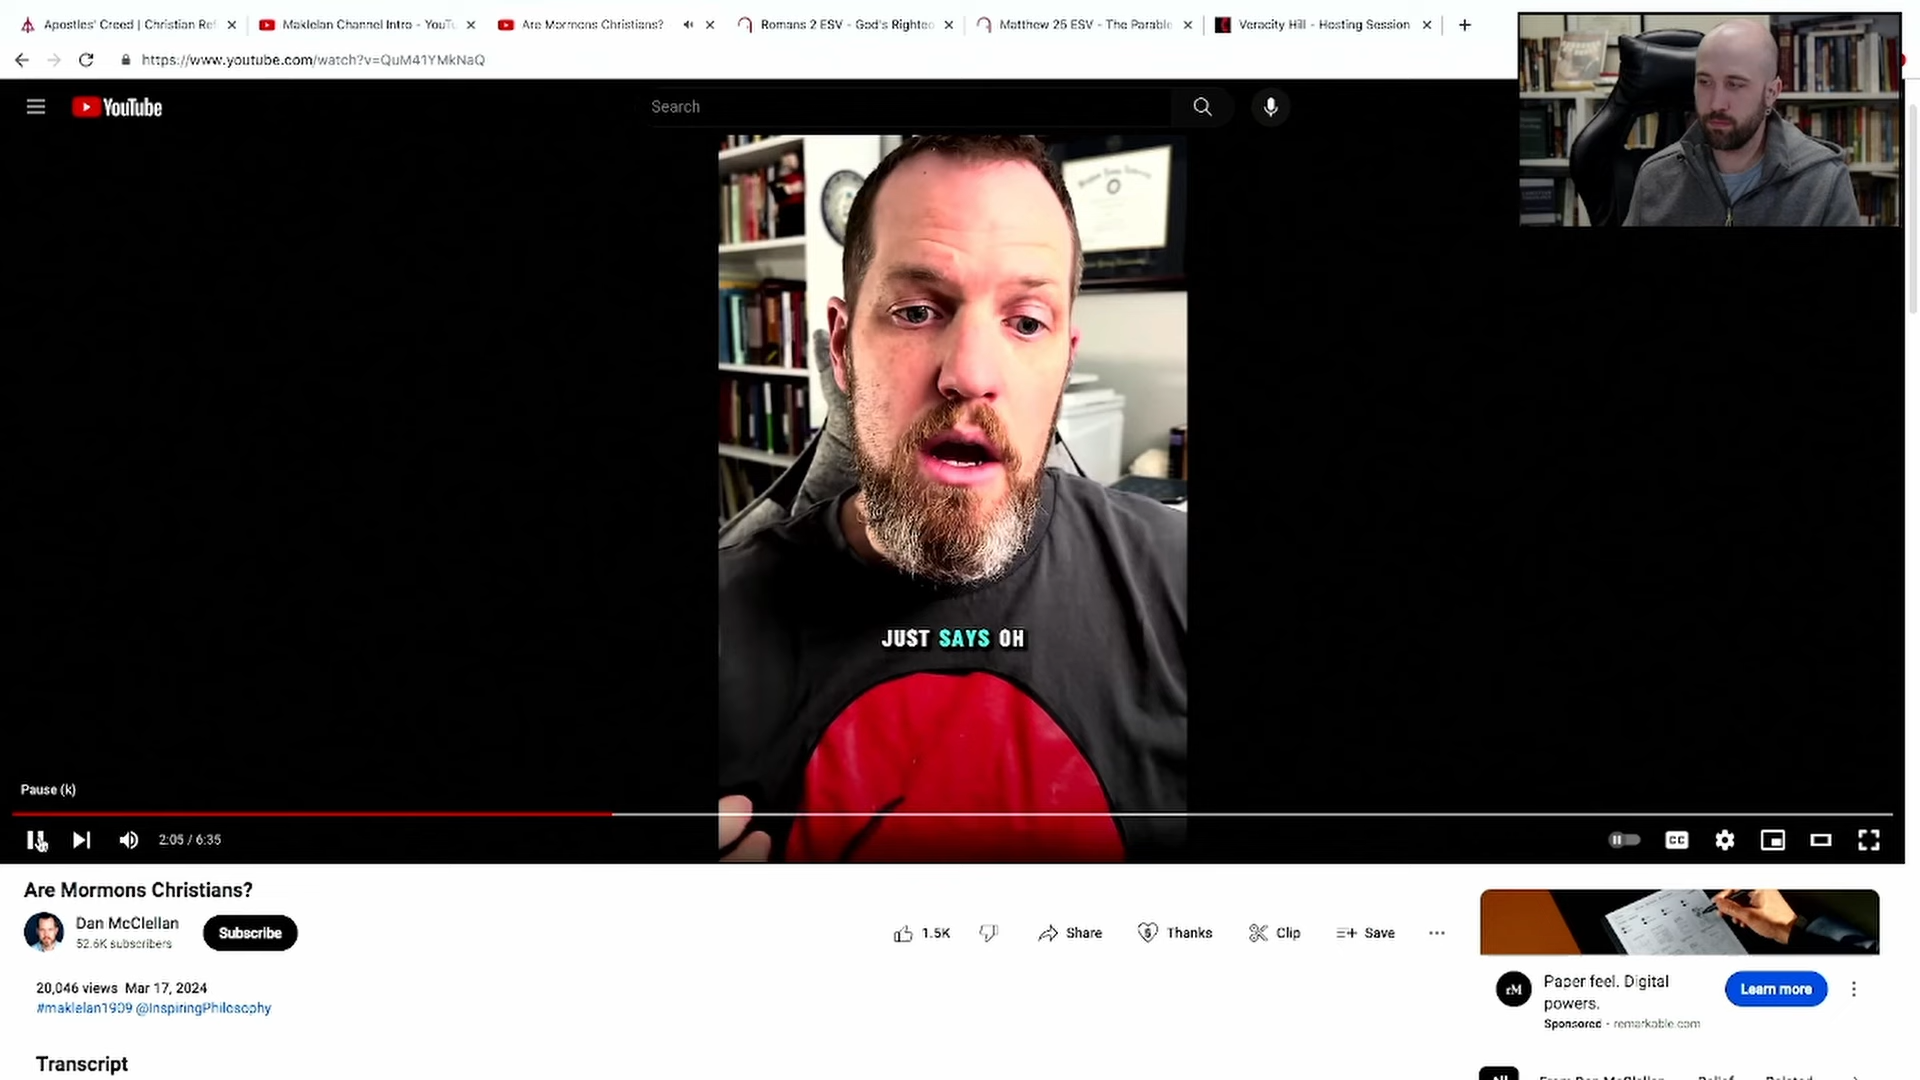 Apostles' Creed | Christian Ref
Maklelan Channel Intro - YouTu
Are Mormons Christians?
Romans 2 ESV - God's Righteo
Matthew 25 ESV - The Parable
Veracity Hill - Hosting Session
https://www.youtube.com/watch?v=QuM41YMkNaQ
YouTube
Search
JUST SAYS OH
Pause (k)
2:05 / 6:35
CC
Are Mormons Christians?
Dan McClellan
52.6K subscribers
Subscribe
1.5K
Share
Thanks
Clip
Save
20,046 views Mar 17, 2024
#maklelan1909 @InspiringPhilosophy
Transcript
rM
Paper feel. Digital
powers.
Sponsored · remarkable.com
Learn more